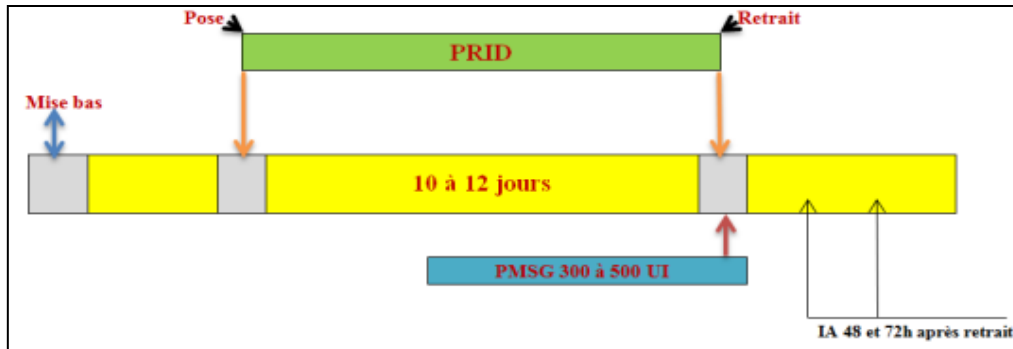 Pose
Retrait
PRID
Mise bas
10 à 12 jours
PMSG 300 à 500 UI
IA 48 et 72h après retrait